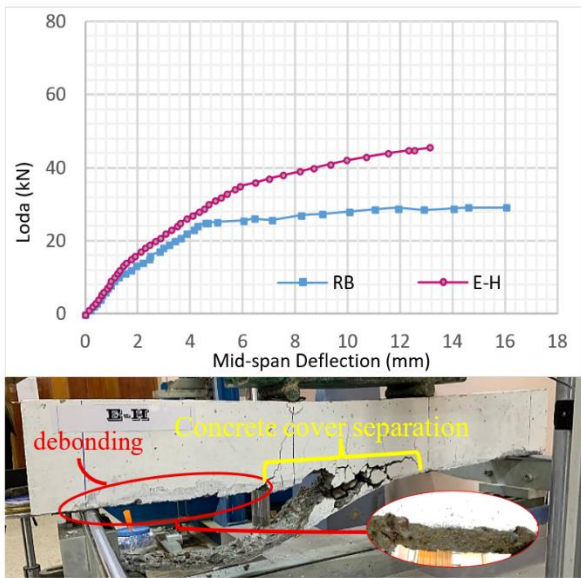 80
60
40
20
0
Loda (kN)
RB
E-H
0 2 4 6 8 10 12 14 16 18
Mid-span Deflection (mm)
E-H
debonding
Concrete cover separation